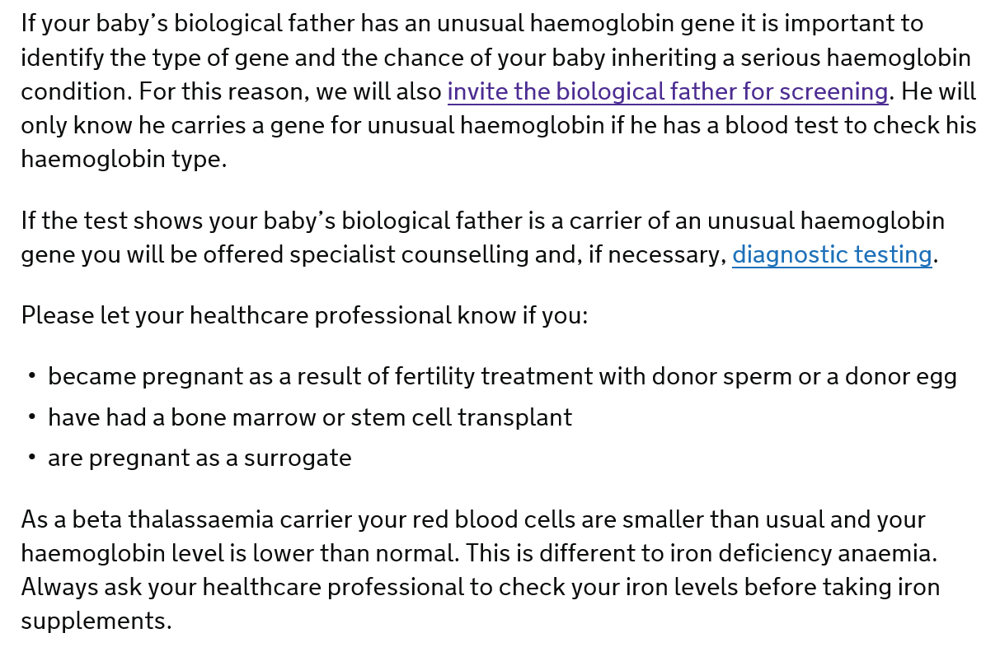 If your baby’s biological father has an unusual haemoglobin gene it is important to
identify the type of gene and the chance of your baby inheriting a serious haemoglobin
condition. For this reason, we will also invite the biological father for screening. He will
only know he carries a gene for unusual haemoglobin if he has a blood test to check his
haemoglobin type.
If the test shows your baby’s biological father is a carrier of an unusual haemoglobin
gene you will be offered specialist counselling and, if necessary, diagnostic testing.
Please let your healthcare professional know if you:
• became pregnant as a result of fertility treatment with donor sperm or a donor egg
• have had a bone marrow or stem cell transplant
• are pregnant as a surrogate
As a beta thalassaemia carrier your red blood cells are smaller than usual and your
haemoglobin level is lower than normal. This is different to iron deficiency anaemia.
Always ask your healthcare professional to check your iron levels before taking iron
supplements.